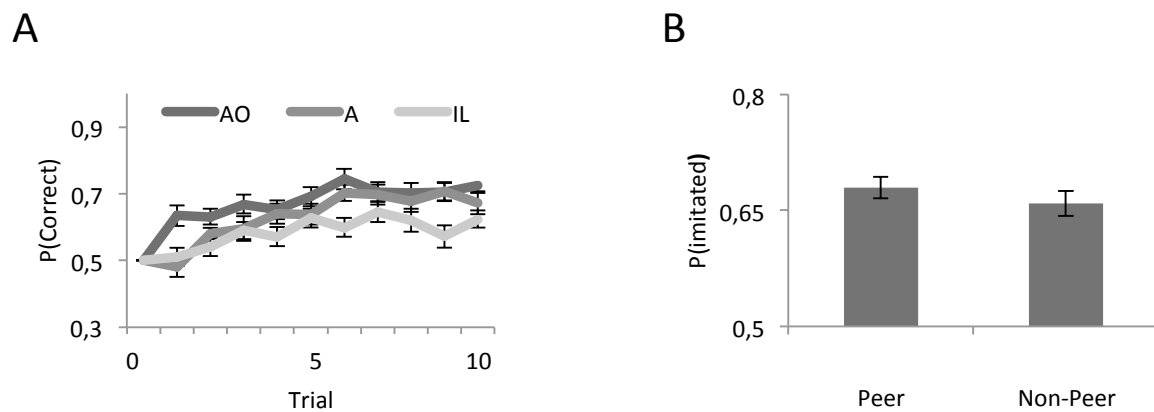 A
AO A IL
0,9
0,7
0,5
0,3
P(Correct)
0 5 10
Trial
B
0,8
0,65
0,5
P(imitated)
Peer Non-Peer